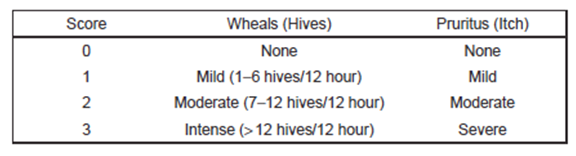 Score Wheals (Hives) Pruritus (Itch)
0 None None
1 Mild (1–6 hives/12 hour) Mild
2 Moderate (7–12 hives/12 hour) Moderate
3 Intense (>12 hives/12 hour) Severe